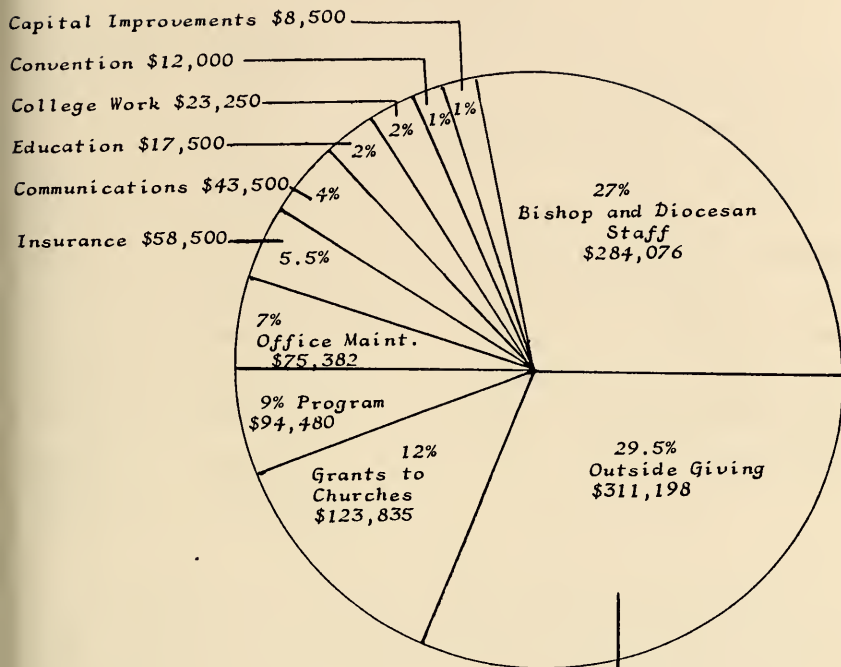 Capital Improvements $8,500
Convention $12,000
College Work $23,250
Education $17,500
Communications $43,500
Insurance $58,500
1%
1%
2%
2%
4%
5.5%
7%
Office Maint.
$75,382
9% Program
$94,480
12%
Grants to
Churches
$123,835
27%
Bishop and Diocesan
Staff
$284,076
29.5%
Outside Giving
$311,198